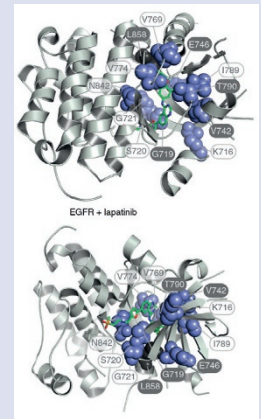 V769
L858
E746
V774
I789
N842
T790
G721
V742
S720
G719
K716
EGFR + lapatinib
T790
V774
V769
V742
K716
N842
I789
S720
G721
G719
E746
L858